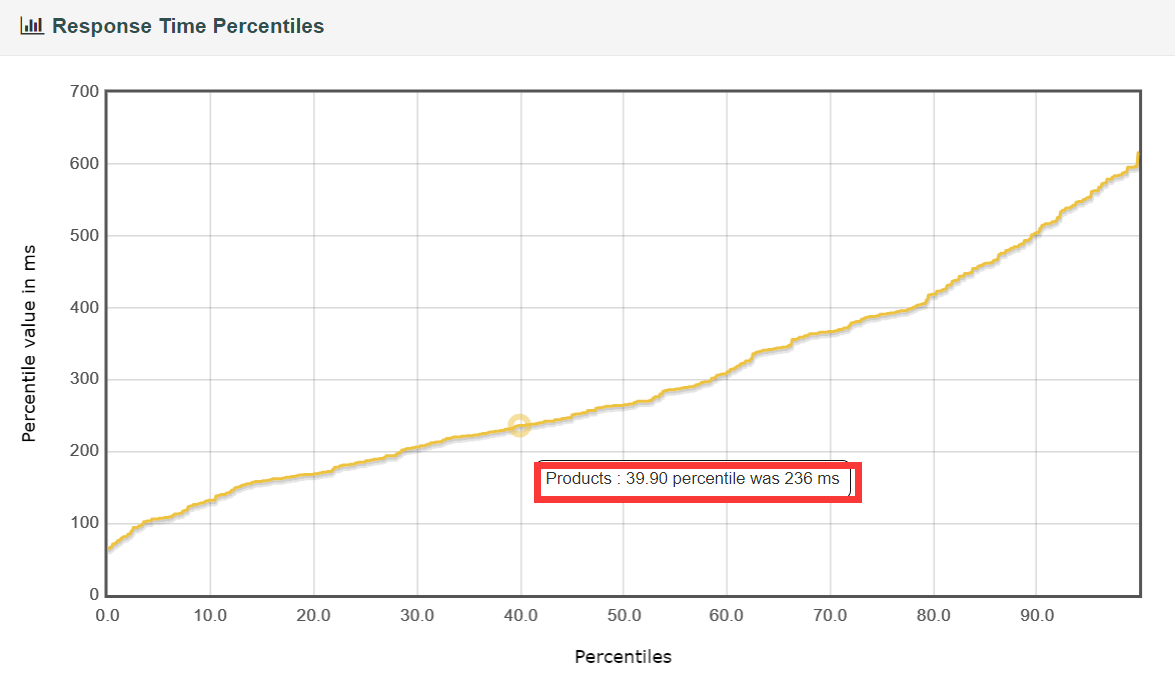 Response Time Percentiles
700
600
500
400
300
200
100
0
Percentile value in ms
Products : 39.90 percentile was 236 ms
0.0 10.0 20.0 30.0 40.0 50.0 60.0 70.0 80.0 90.0
Percentiles